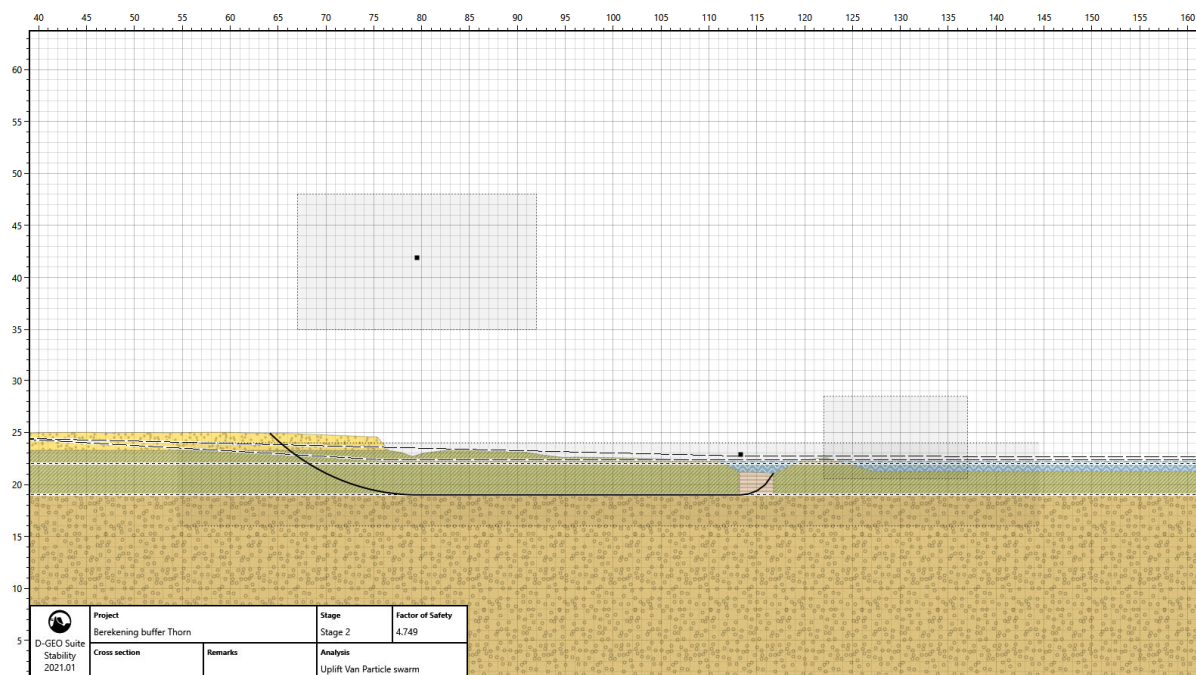 40 45 50 55 60 65 70 75 80 85 90 95 100 105 110 115 120 125 130 135 140 145 150 155 160
60
55
50
45
40
35
30
25
20
15
10
5
D-GEO Suite
Stability
2021.01
Project
Berekening buffer Thorn
Stage
Stage 2
Factor of Safety
4.749
Cross section
Remarks
Analysis
Uplift Van Particle swarm